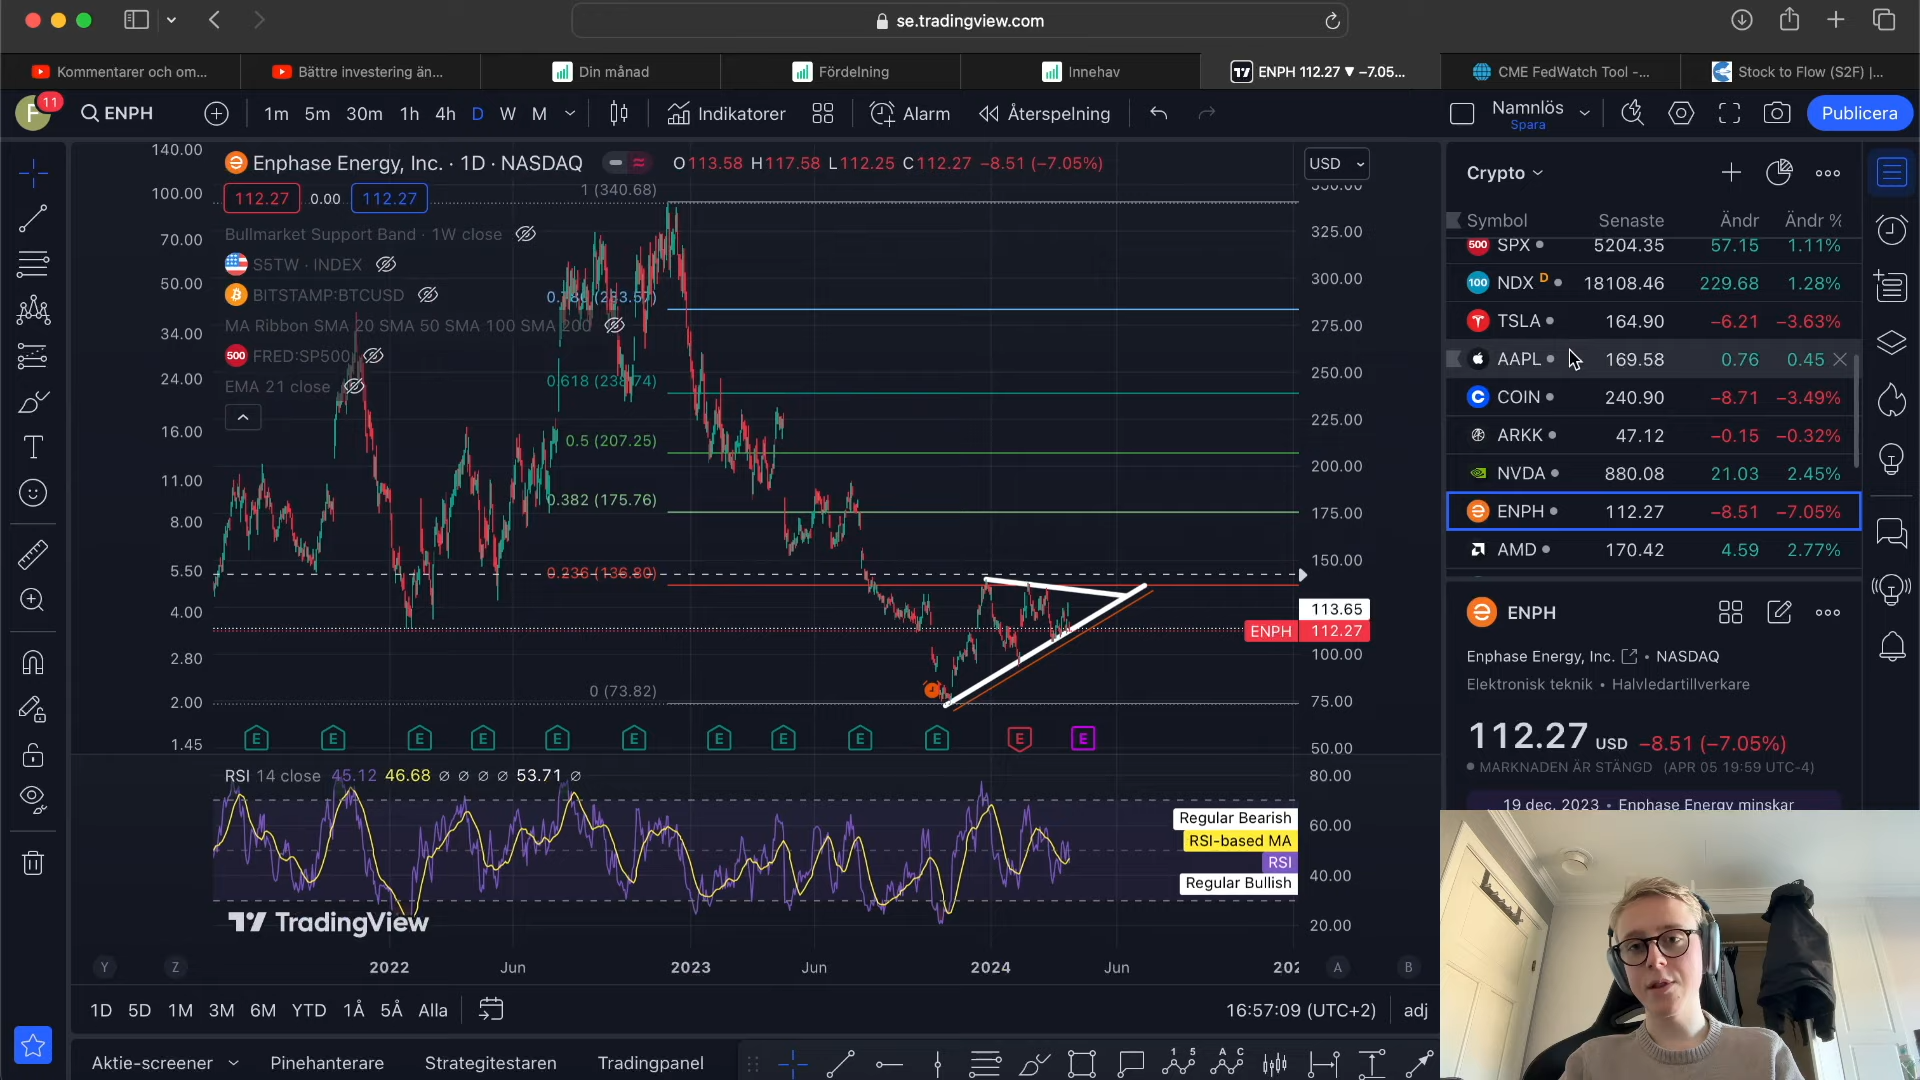 se.tradingview.com
Kommentarer och om...
Bättre investering än...
Din månad
Fördelning
Innehav
ENPH 112.27 ▼ −7.05...
CME FedWatch Tool -...
Stock to Flow (S2F) |...
F
11
ENPH
1m 5m 30m 1h 4h D W M
Indikatorer
Alarm
Återspelning
Namnlös
Spara
Publicera
Enphase Energy, Inc. · 1D · NASDAQ
O113.58 H117.58 L112.25 C112.27 −8.51 (−7.05%)
USD
112.27 0.00 112.27
Bullmarket Support Band · 1W close
S5TW · INDEX
BITSTAMP:BTCUSD
MA Ribbon SMA 20 SMA 50 SMA 100 SMA 200
500 FRED:SP500
EMA 21 close
140.00
100.00
70.00
50.00
34.00
24.00
16.00
11.00
8.00
5.50
4.00
2.80
2.00
1.45
1 (340.68)
0.786 (283.57)
0.618 (238.74)
0.5 (207.25)
0.382 (175.76)
0.236 (136.80)
0 (73.82)
350.00
325.00
300.00
275.00
250.00
225.00
200.00
175.00
150.00
113.65
ENPH 112.27
100.00
75.00
50.00
E E E E E E E E E E E E
RSI 14 close 45.12 46.68 ∅ ∅ ∅ ∅ 53.71 ∅
80.00
60.00
40.00
20.00
Regular Bearish
RSI-based MA
RSI
Regular Bullish
TradingView
Y Z 2022 Jun 2023 Jun 2024 Jun 202 A B
1D 5D 1M 3M 6M YTD 1Å 5Å Alla
16:57:09 (UTC+2) adj
Aktie-screener Pinehanterare Strategitestaren Tradingpanel
Crypto
Symbol Senaste Ändr Ändr %
500 SPX 5204.35 57.15 1.11%
100 NDX D 18108.46 229.68 1.28%
TSLA 164.90 −6.21 −3.63%
AAPL 169.58 0.76 0.45
COIN 240.90 −8.71 −3.49%
ARKK 47.12 −0.15 −0.32%
NVDA 880.08 21.03 2.45%
ENPH 112.27 −8.51 −7.05%
AMD 170.42 4.59 2.77%
ENPH
Enphase Energy, Inc. • NASDAQ
Elektronisk teknik • Halvledartillverkare
112.27 USD −8.51 (−7.05%)
MARKNADEN ÄR STÄNGD (APR 05 19:59 UTC-4)
19 dec. 2023 • Enphase Energy minskar